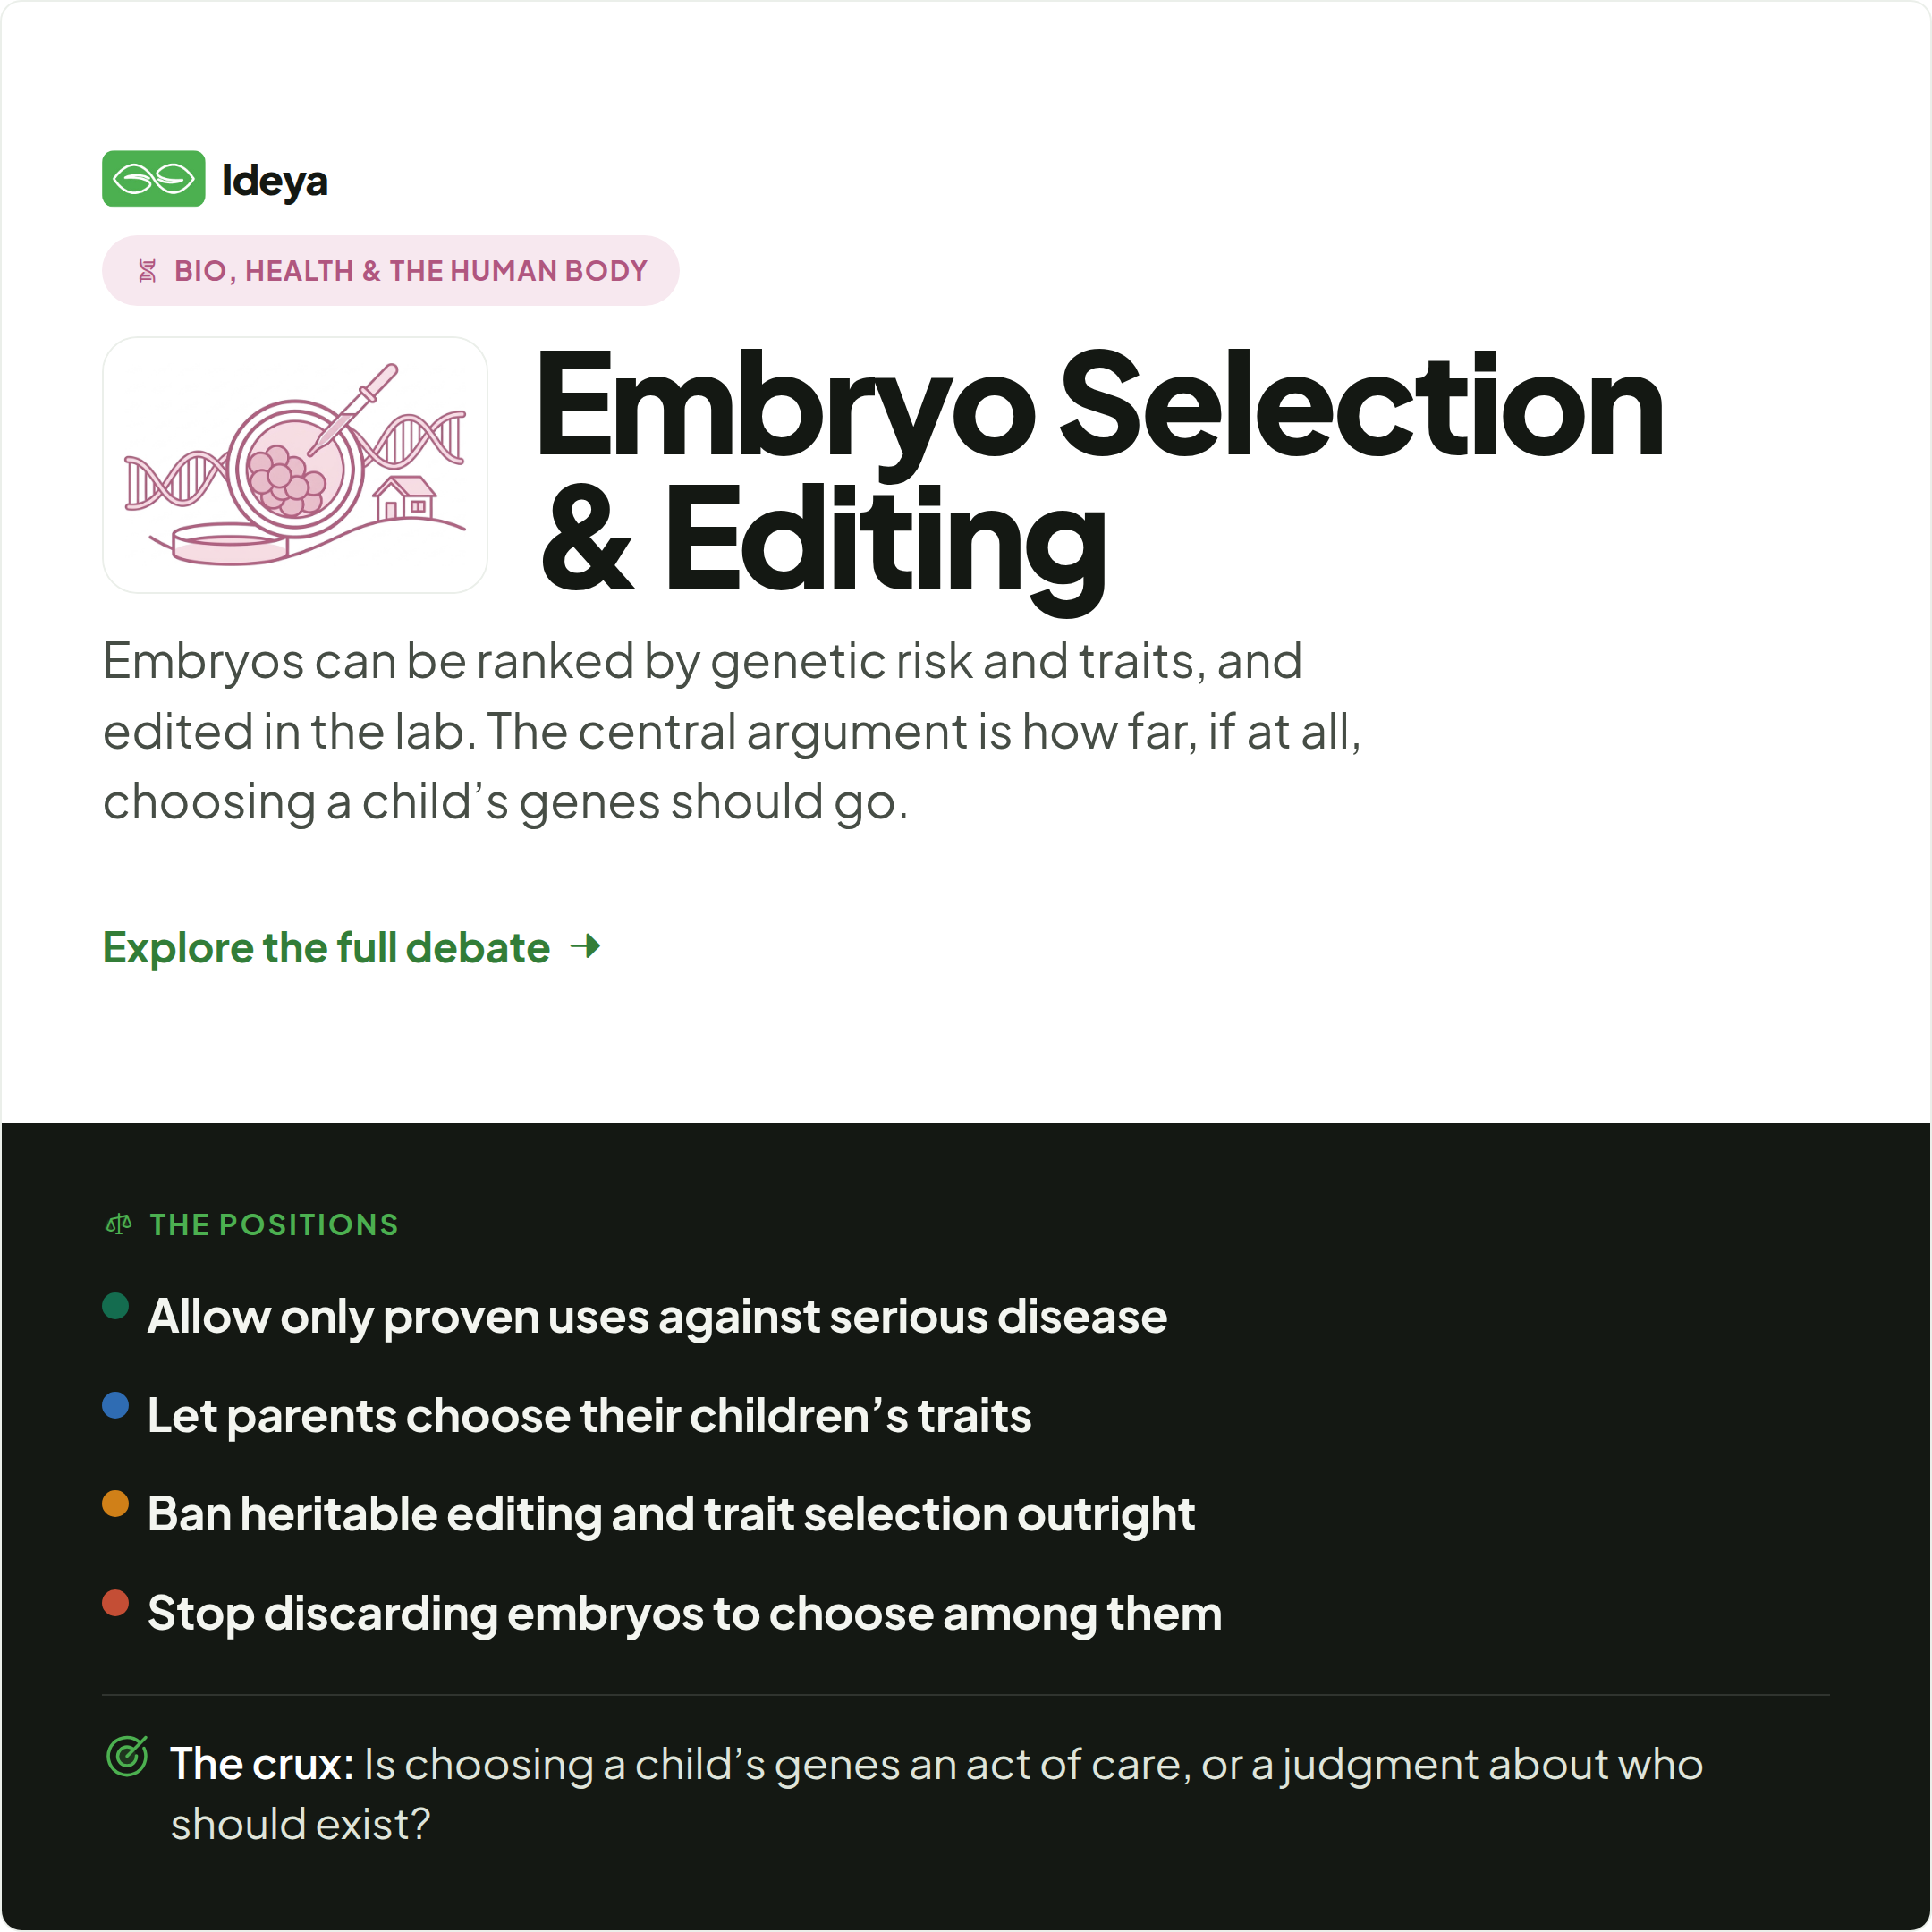 Ideya
BIO, HEALTH & THE HUMAN BODY
Embryo Selection
& Editing
Embryos can be ranked by genetic risk and traits, and
edited in the lab. The central argument is how far, if at all,
choosing a child’s genes should go.
Explore the full debate →
THE POSITIONS
Allow only proven uses against serious disease
Let parents choose their children’s traits
Ban heritable editing and trait selection outright
Stop discarding embryos to choose among them
The crux: Is choosing a child’s genes an act of care, or a judgment about who
should exist?